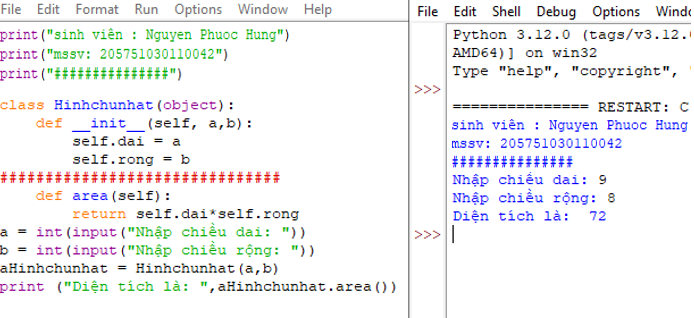 Format Run Options Window Help
print("sinh viên : Nguyen Phuoc Hung")
print("mssv: 205751030110042")
print("###############")
class Hinhchunhat(object):
def __init__(self, a,b):
self.dai = a
self.rong = b
###############################
def area(self):
return self.dai*self.rong
a = int(input("Nhập chiều dai: "))
b = int(input("Nhập chiều rộng: "))
aHinhchunhat = Hinhchunhat(a,b)
print ("Diện tích là: ",aHinhchunhat.area())
File Edit Shell Debug Options Window
Python 3.12.0 (tags/v3.12.0
AMD64)] on win32
Type "help", "copyright", "
>>>
=============== RESTART: C
sinh viên : Nguyen Phuoc Hung
mssv: 205751030110042
###############
Nhập chiều dai: 9
Nhập chiều rộng: 8
Diện tích là:  72
>>>